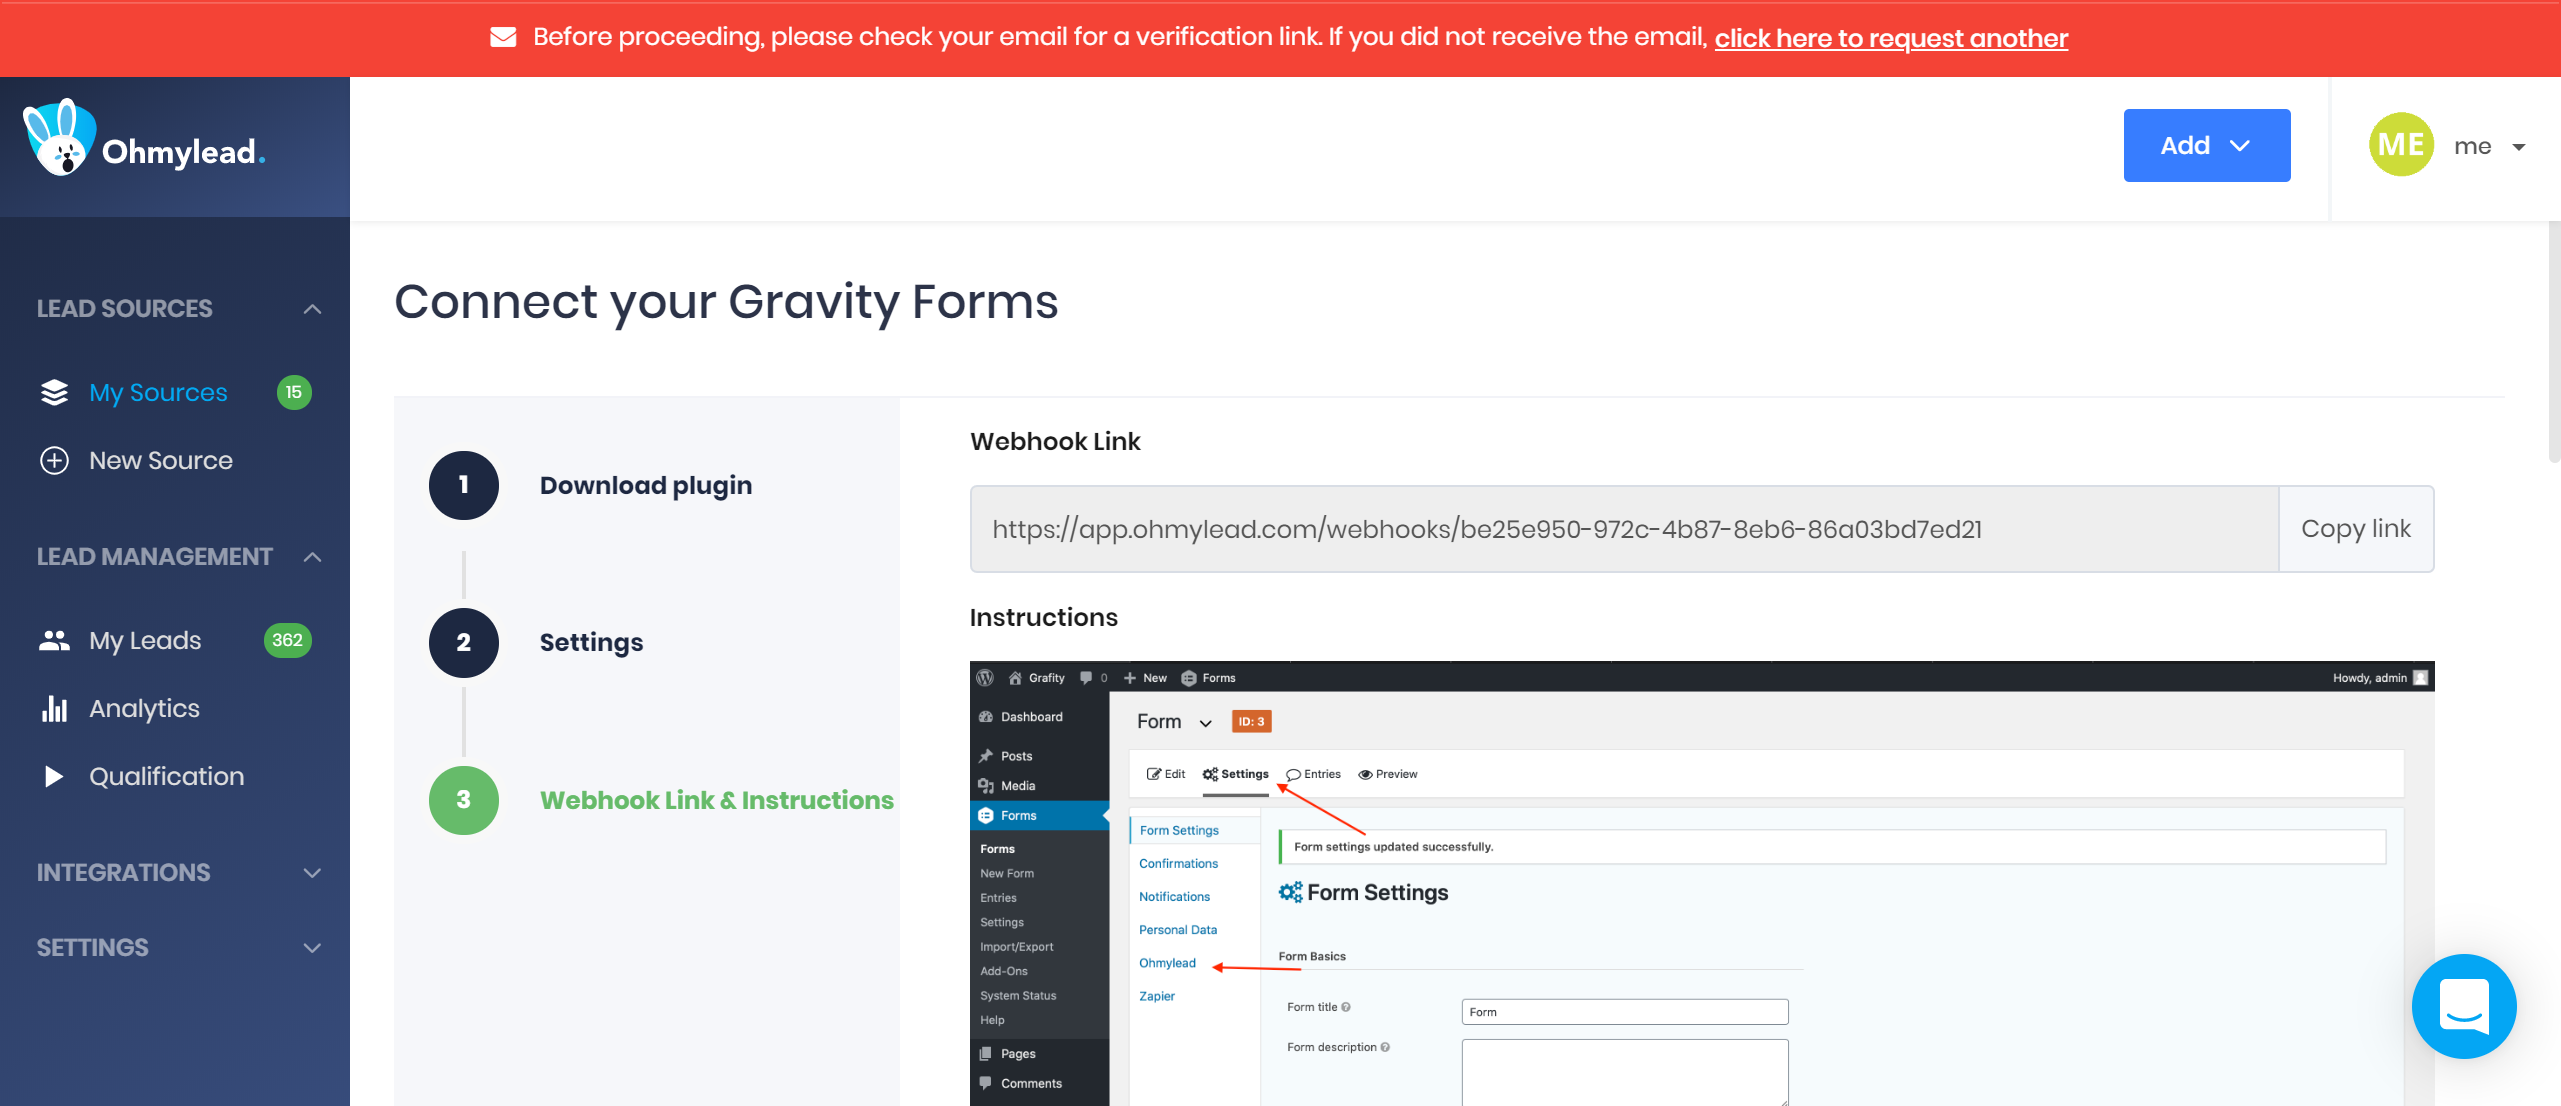 Before proceeding, please check your email for a verification link. If you did not receive the email, click here to request another
Ohmylead.
Add
ME
me
LEAD SOURCES
My Sources
15
New Source
LEAD MANAGEMENT
My Leads
362
Analytics
Qualification
INTEGRATIONS
SETTINGS
Connect your Gravity Forms
1
Download plugin
2
Settings
3
Webhook Link & Instructions
Webhook Link
https://app.ohmylead.com/webhooks/be25e950-972c-4b87-8eb6-86a03bd7ed21
Copy link
Instructions
Grafity
0
New
Forms
Howdy, admin
Dashboard
Posts
Media
Forms
Forms
New Form
Entries
Settings
Import/Export
Add-Ons
System Status
Help
Pages
Comments
Form
ID: 3
Edit
Settings
Entries
Preview
Form Settings
Confirmations
Notifications
Personal Data
Ohmylead
Zapier
Form settings updated successfully.
Form Settings
Form Basics
Form title
Form
Form description